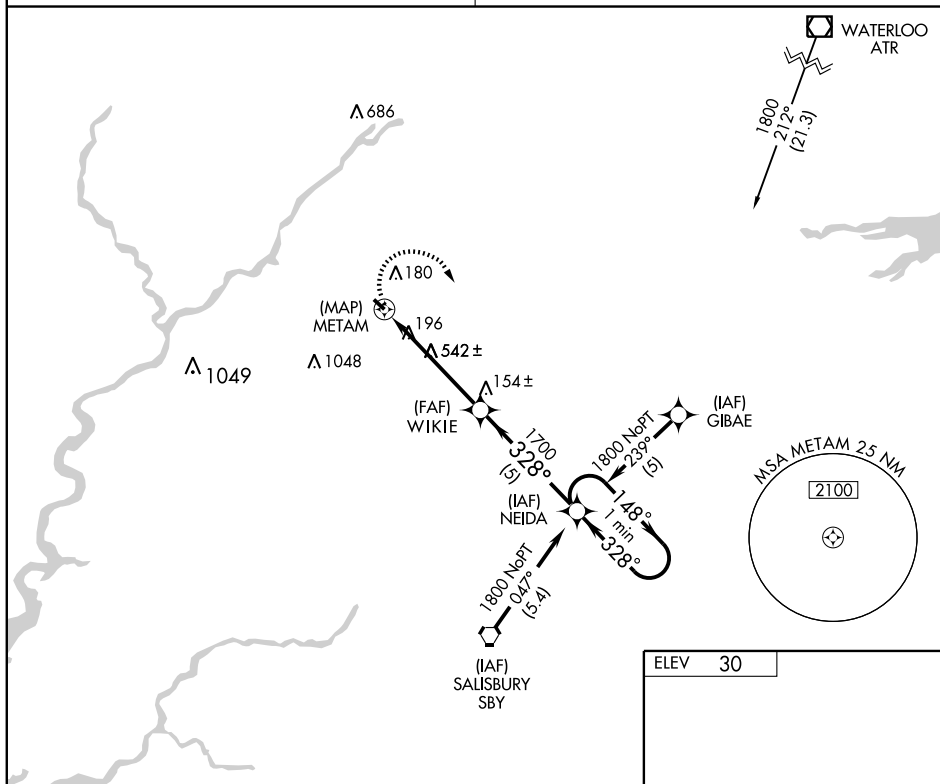 WATERLOO
ATR
1800
212°
(21.3)
686
180
(MAP)
METAM
196
542 ±
1049
1048
154 ±
(FAF)
WIKIE
(IAF)
GIBAE
1700
328°
(5)
1800 NoPT
239°
(5)
MSA METAM 25 NM
2100
(IAF)
NEIDA
148°
1 min
328°
1800 NoPT
047°
(5.4)
(IAF)
SALISBURY
SBY
ELEV 30